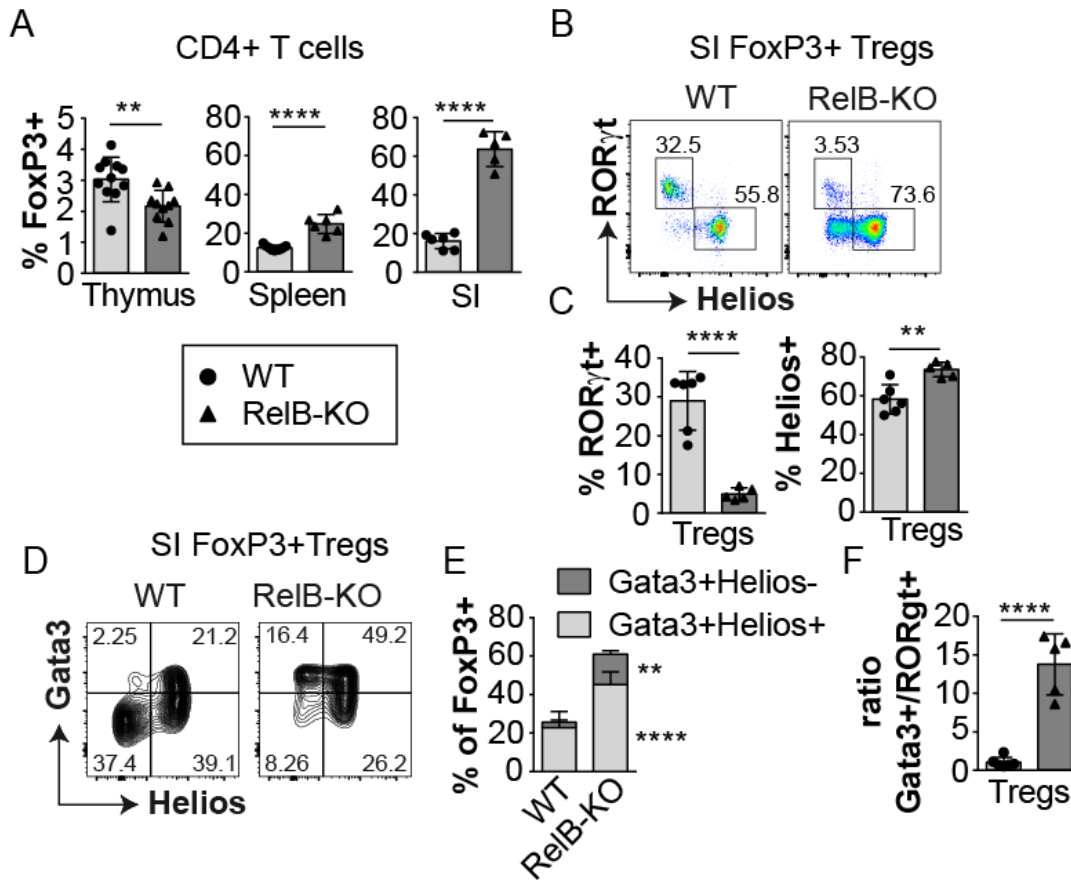 A
CD4+ T cells
% FoxP3+
**
5
4
3
2
1
0
Thymus
****
80
60
40
20
0
Spleen
****
80
60
40
20
0
SI
WT
RelB-KO
B
SI FoxP3+ Tregs
WT
RelB-KO
RORγt
32.5
55.8
3.53
73.6
Helios
C
% RORγt+
****
40
30
20
10
0
Tregs
% Helios+
**
80
60
40
20
0
Tregs
D
SI FoxP3+Tregs
WT
RelB-KO
Gata3
2.25
21.2
37.4
39.1
16.4
49.2
8.26
26.2
Helios
E
Gata3+Helios-
Gata3+Helios+
% of FoxP3+
80
60
40
20
0
**
****
WT
RelB-KO
F
ratio
Gata3+/RORgt+
****
20
15
10
5
0
Tregs